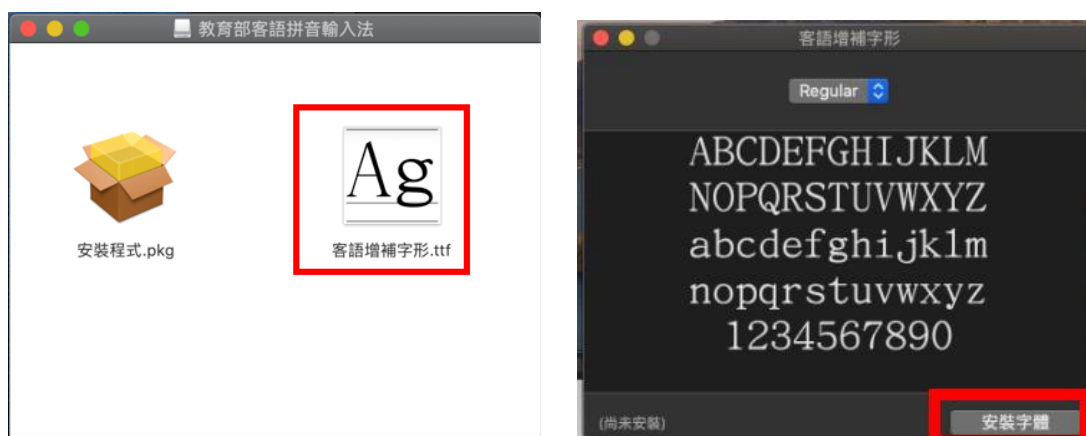 教育部客語拼音輸入法
Ag
安裝程式.pkg
客語增補字形.ttf
客語增補字形
Regular
ABCDEFGHIJKLM
NOPQRSTUVWXYZ
abcdefghijklm
nopqrstuvwxyz
1234567890
(尚未安裝)
安裝字體